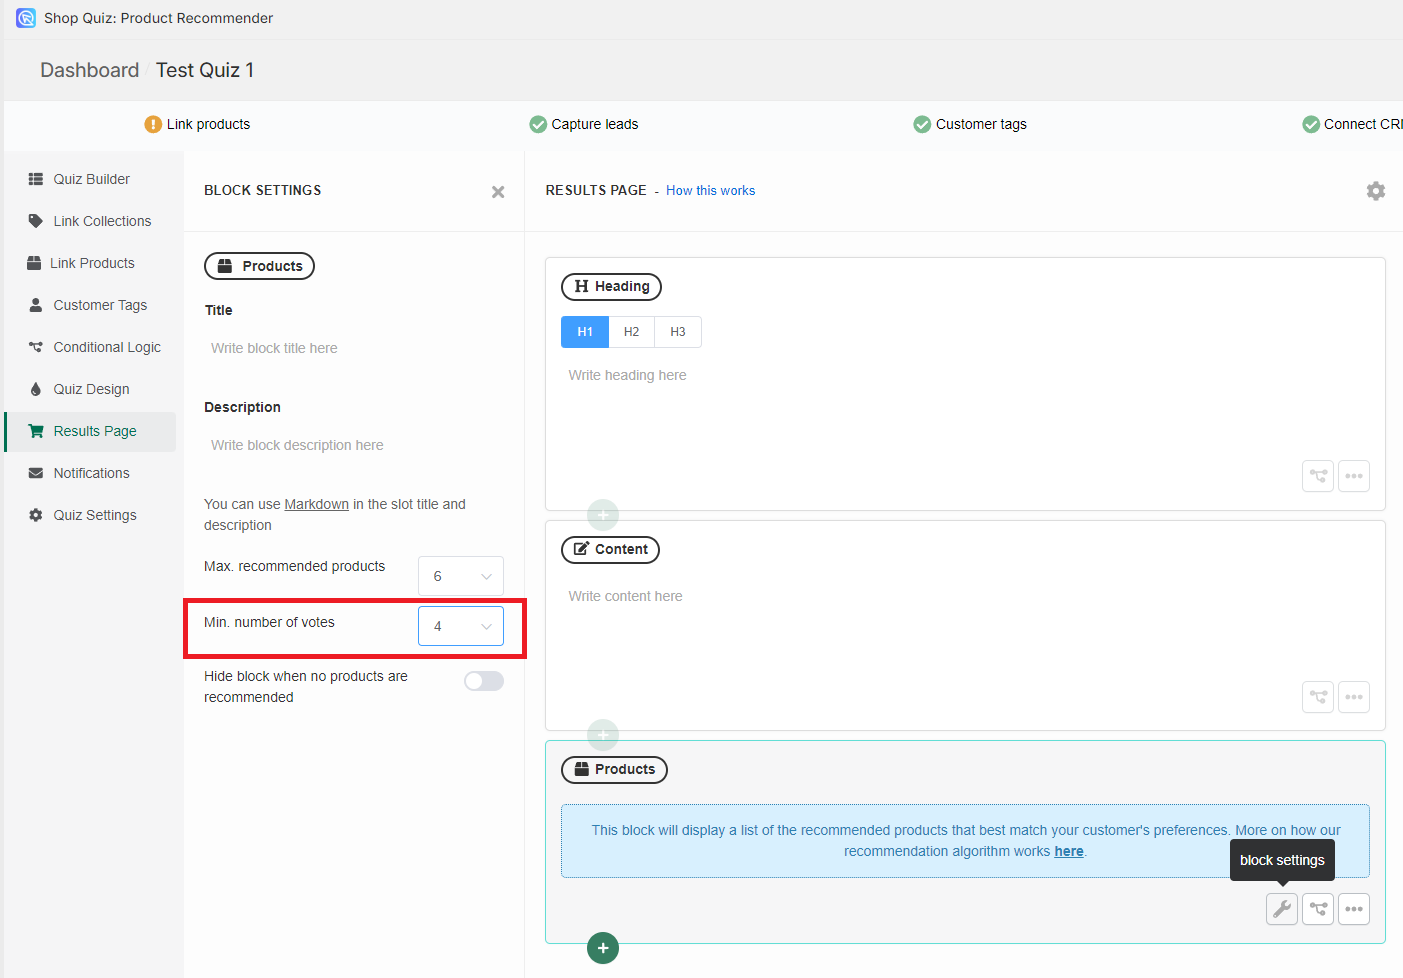 Shop Quiz: Product Recommender
Dashboard / Test Quiz 1
Link products
Capture leads
Customer tags
Connect CRI
Quiz Builder
Link Collections
Link Products
Customer Tags
Conditional Logic
Quiz Design
Results Page
Notifications
Quiz Settings
BLOCK SETTINGS
Products
Title
Write block title here
Description
Write block description here
You can use Markdown in the slot title and
description
Max. recommended products 6
Min. number of votes 4
Hide block when no products are
recommended
RESULTS PAGE - How this works
Heading
H1 H2 H3
Write heading here
Content
Write content here
Products
This block will display a list of the recommended products that best match your customer's preferences. More on how our
recommendation algorithm works here.
block settings